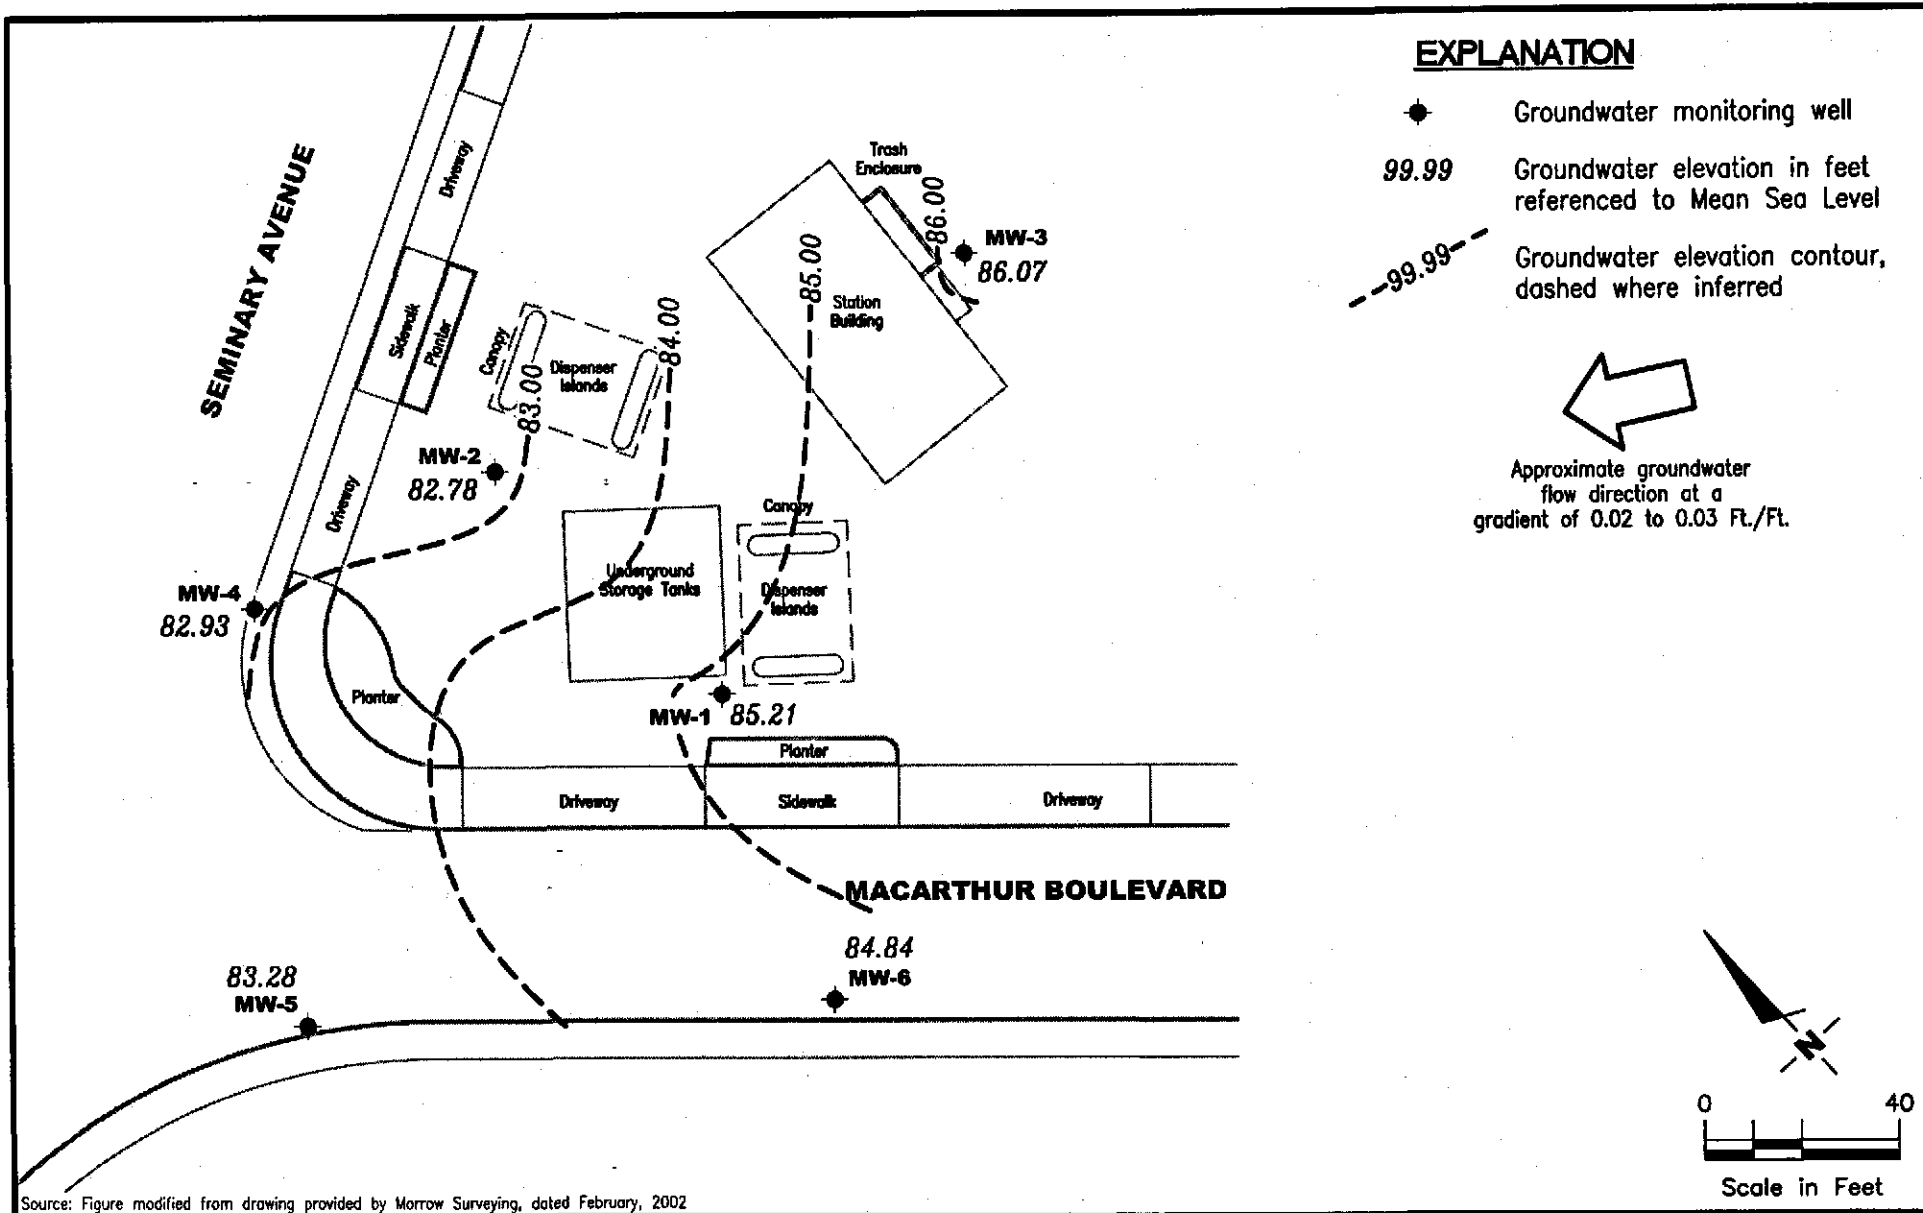 EXPLANATION
Groundwater monitoring well
99.99
Groundwater elevation in feet
referenced to Mean Sea Level
99.99
Groundwater elevation contour,
dashed where inferred
Approximate groundwater
flow direction at a
gradient of 0.02 to 0.03 Ft./Ft.
SEMINARY AVENUE
Driveway
Sidewalk
Planter
Driveway
Trash
Enclosure
86.00
MW-3
86.07
85.00
Station
Building
84.00
Canopy
Dispenser
Islands
83.00
MW-2
82.78
Canopy
Underground
Storage Tanks
Dispenser
Islands
MW-4
82.93
Planter
MW-1
85.21
Planter
Driveway
Sidewalk
Driveway
MACARTHUR BOULEVARD
84.84
MW-6
83.28
MW-5
N
0
40
Scale in Feet
Source: Figure modified from drawing provided by Morrow Surveying, dated February, 2002